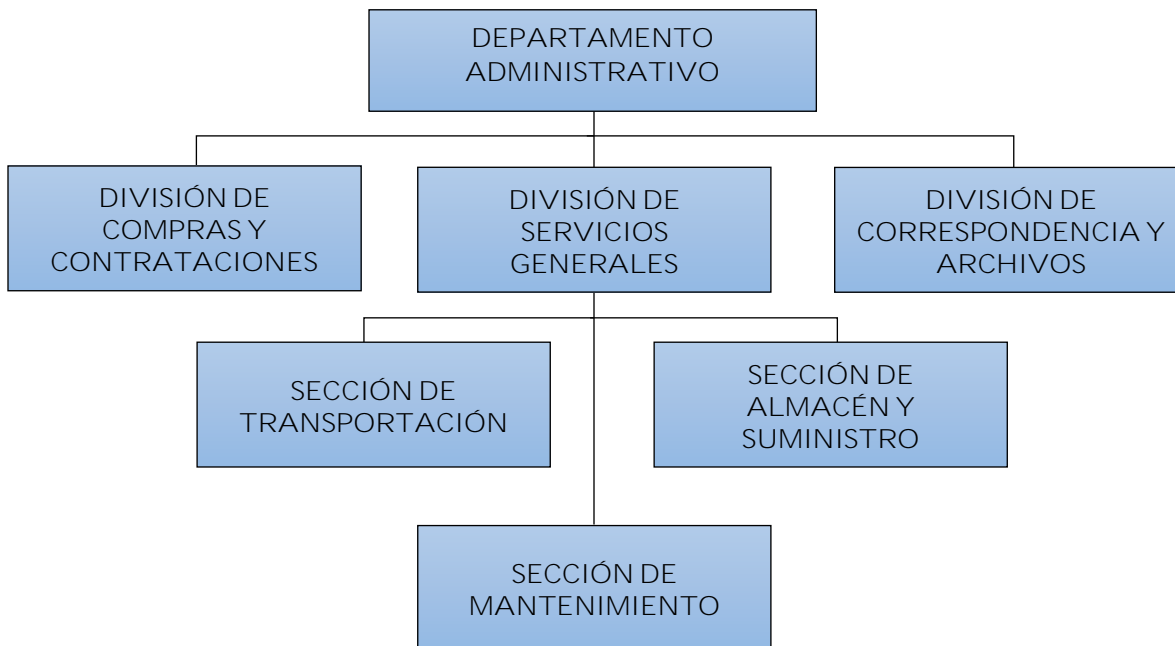 DEPARTAMENTO
ADMINISTRATIVO
DIVISIÓN DE
COMPRAS Y
CONTRATACIONES
DIVISIÓN DE
SERVICIOS
GENERALES
DIVISIÓN DE
CORRESPONDENCIA Y
ARCHIVOS
SECCIÓN DE
TRANSPORTACIÓN
SECCIÓN DE
ALMACÉN Y
SUMINISTRO
SECCIÓN DE
MANTENIMIENTO